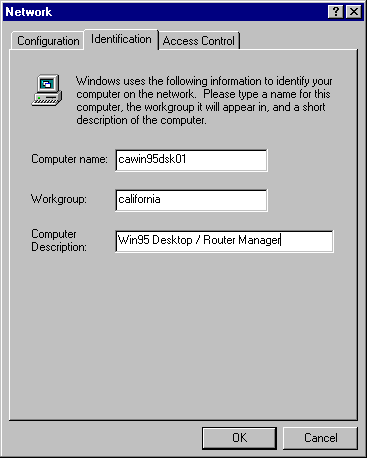 Network
Configuration Identification Access Control
Windows uses the following information to identify your
computer on the network. Please type a name for this
computer, the workgroup it will appear in, and a short
description of the computer.
Computer name: cawin95dsk01
Workgroup: california
Computer
Description: Win95 Desktop / Router Manager
OK Cancel